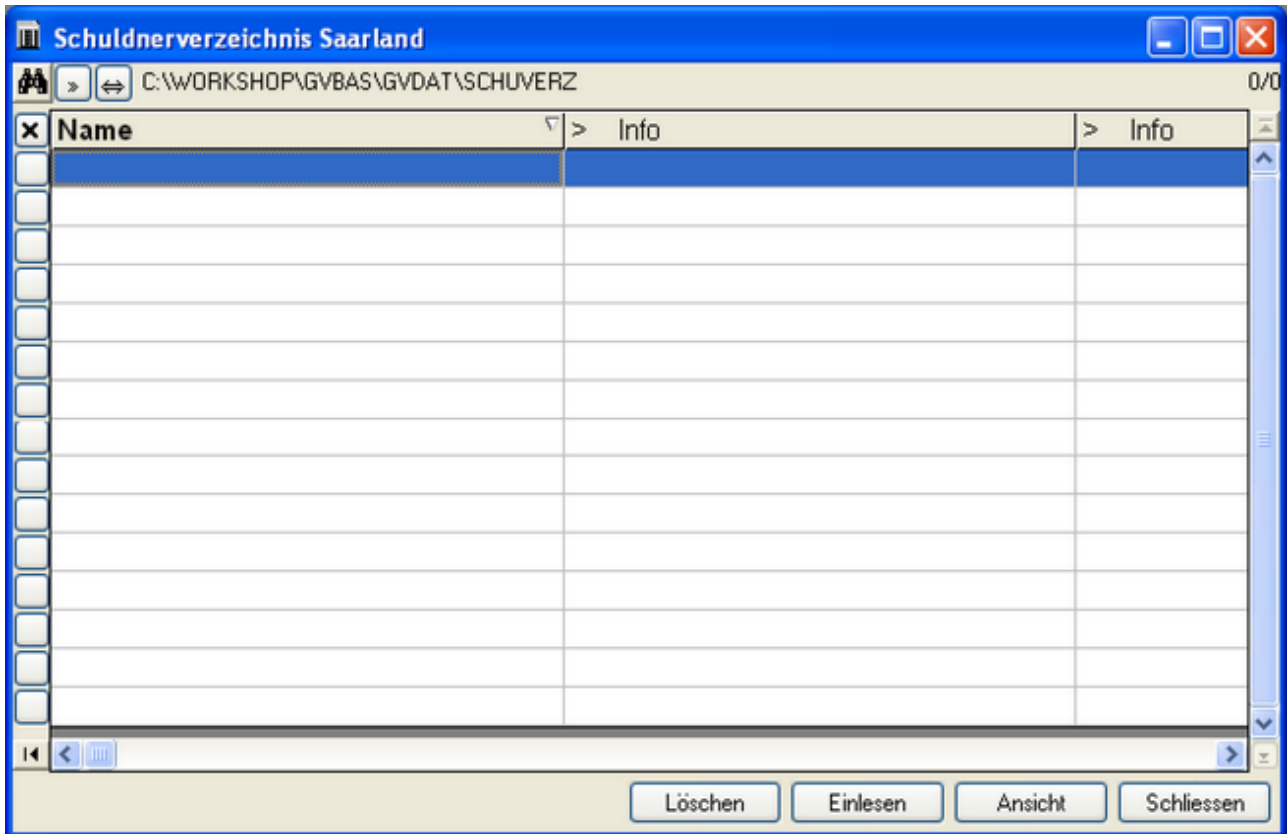 Schuldnerverzeichnis Saarland
» ⇔ C:\WORKSHOP\GVBAS\GVDAT\SCHUVERZ 0/0
Name > Info > Info
Löschen Einlesen Ansicht Schliessen